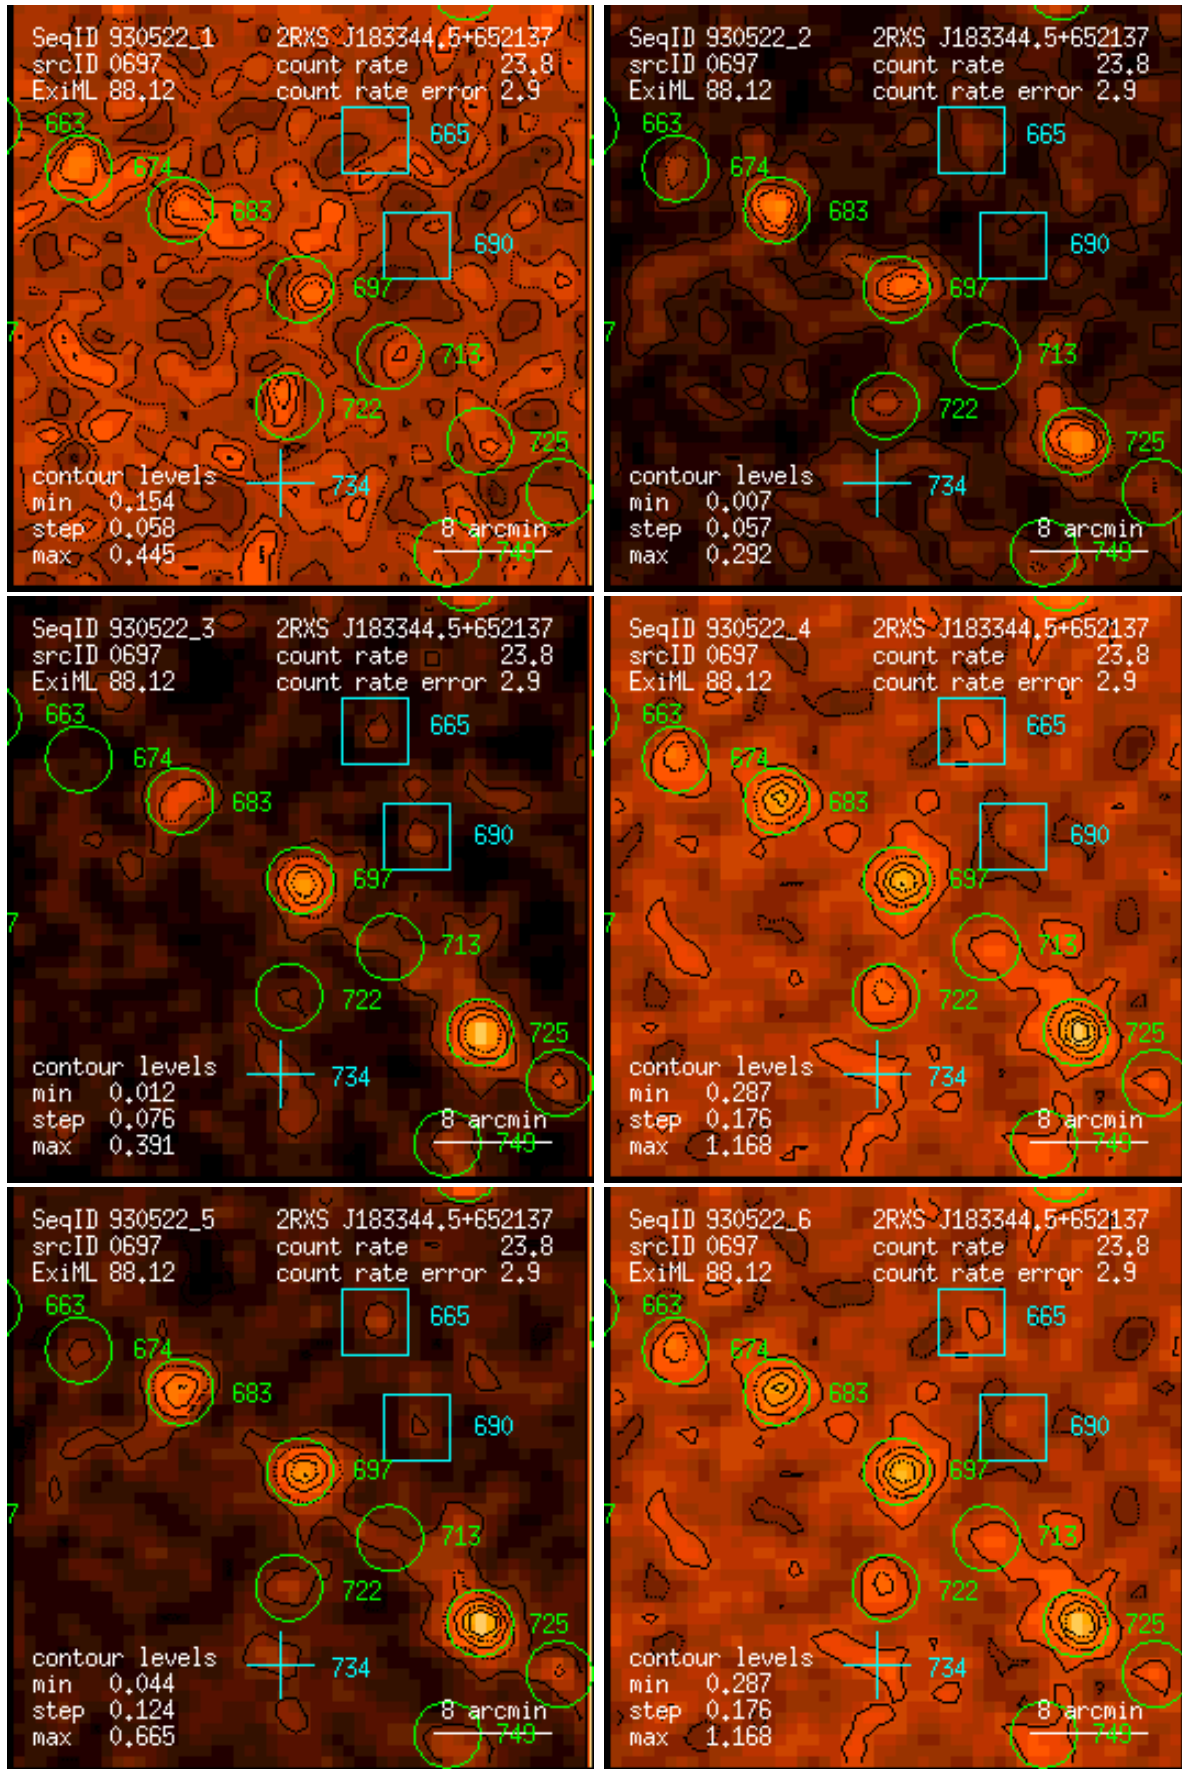 SeqID 930522_1 2RXS J183344.5+652137
srcID 0697 count rate 23.8
ExiML 88.12 count rate error 2.9
663
665
674
683
690
697
7
713
722
725
contour levels
734
min 0.154
step 0.058 8 arcmin
max 0.445 749
SeqID 930522_2 2RXS J183344.5+652137
srcID 0697 count rate 23.8
ExiML 88.12 count rate error 2.9
663
665
674
683
690
697
7
713
722
725
contour levels
734
min 0.007
step 0.057 8 arcmin
max 0.292 749
SeqID 930522_3 2RXS J183344.5+652137
srcID 0697 count rate 23.8
ExiML 88.12 count rate error 2.9
663
665
674
683
690
697
7
713
722
725
contour levels
734
min 0.012
step 0.076 8 arcmin
max 0.391 749
SeqID 930522_4 2RXS J183344.5+652137
srcID 0697 count rate 23.8
ExiML 88.12 count rate error 2.9
663
665
674
683
690
697
7
713
722
725
contour levels
734
min 0.287
step 0.176 8 arcmin
max 1.168 749
SeqID 930522_5 2RXS J183344.5+652137
srcID 0697 count rate 23.8
ExiML 88.12 count rate error 2.9
663
665
674
683
690
697
7
713
722
725
contour levels
734
min 0.044
step 0.124 8 arcmin
max 0.665 749
SeqID 930522_6 2RXS J183344.5+652137
srcID 0697 count rate 23.8
ExiML 88.12 count rate error 2.9
663
665
674
683
690
697
7
713
722
725
contour levels
734
min 0.287
step 0.176 8 arcmin
max 1.168 749